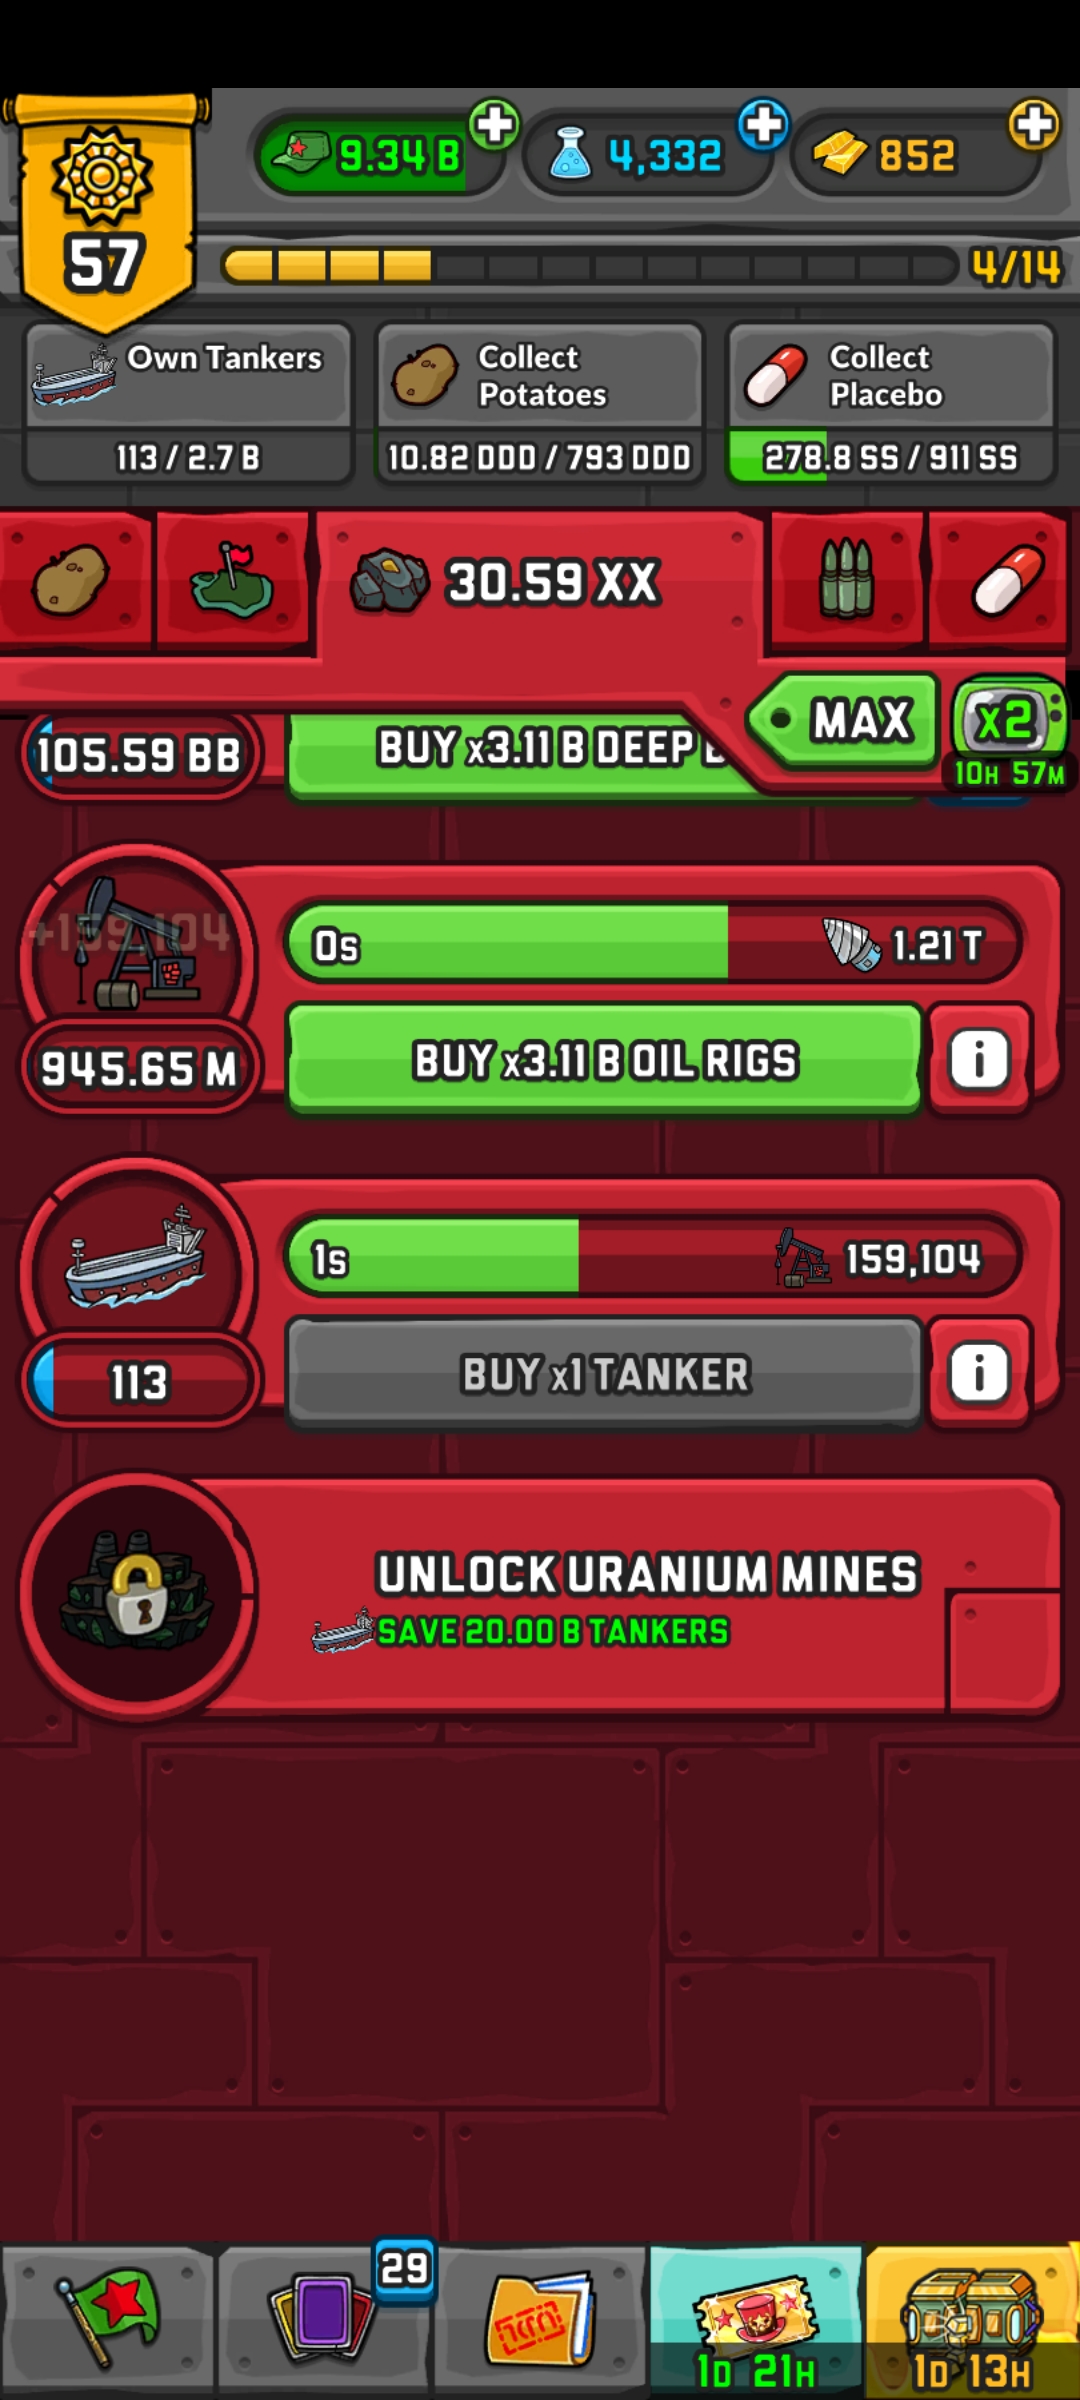 9.34 B
4,332
852
57
4/14
Own Tankers
113 / 2.7 B
Collect
Potatoes
10.82 DDD / 793 DDD
Collect
Placebo
278.8 SS / 911 SS
30.59 XX
MAX
x2
10H 57M
105.59 BB
BUY x3.11 B DEEP
+159,104
0s
1.21 T
945.65 M
BUY x3.11 B OIL RIGS
i
1s
159,104
113
BUY x1 TANKER
i
UNLOCK URANIUM MINES
SAVE 20.00 B TANKERS
29
1D 21H
1D 13H